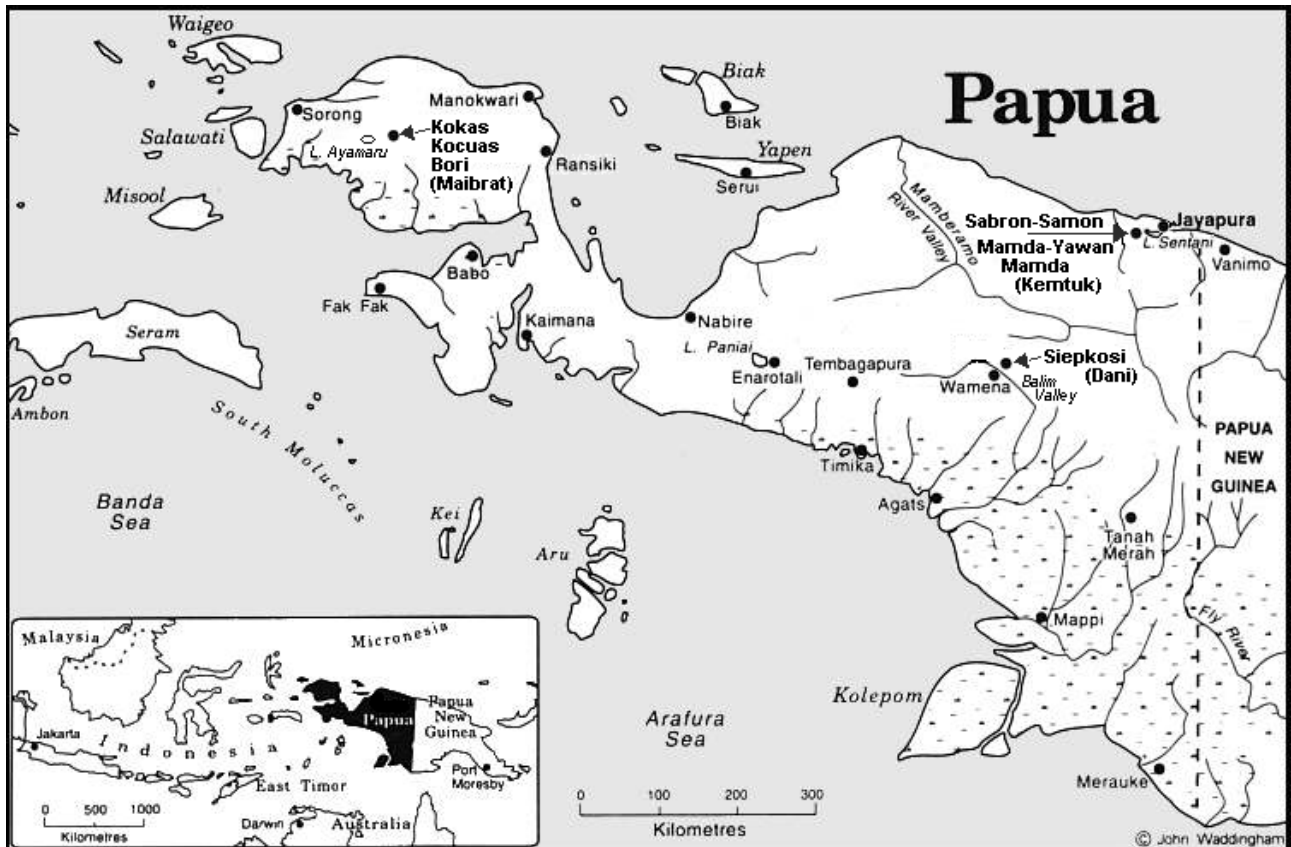 Papua
Waigeo
Salawati
Misool
Sorong
L. Ayamaru
Kokas
Kocuas
Bori
(Maibrat)
Manokwari
Ransiki
Biak
Biak
Yapen
Serui
Mamberamo
River Valley
Sabron-Samon
Mamda-Yawan
Mamda
(Kemtuk)
Jayapura
L. Sentani
Vanimo
Babo
Fak Fak
Kaimana
Nabire
L. Paniai
Enarotali
Tembagapura
Wamena
Siepkosi
(Dani)
Balim
Valley
Seram
Ambon
South Moluccas
Timika
Agats
PAPUA
NEW
GUINEA
Banda
Sea
Kei
Aru
Tanah
Merah
Mappi
Fly River
Kolepom
Arafura
Sea
Merauke
Malaysia
Micronesia
Papua
Papua
New
Guinea
Jakarta
Indonesia
Port
Moresby
East Timor
0 500 1000
Kilometres
Darwin
Australia
0 100 200 300
Kilometres
© John Waddingham